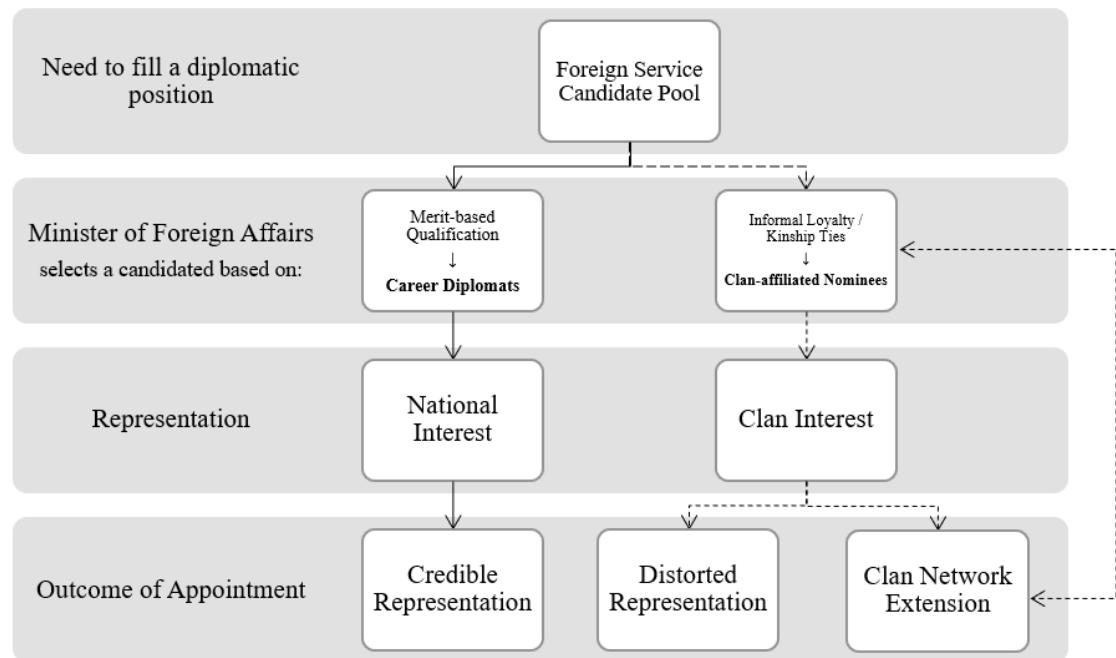 Need to fill a diplomatic
position
Foreign Service
Candidate Pool
Minister of Foreign Affairs
selects a candidated based on:
Merit-based
Qualification
↓
Career Diplomats
Informal Loyalty /
Kinship Ties
↓
Clan-affiliated Nominees
Representation
National
Interest
Clan Interest
Outcome of Appointment
Credible
Representation
Distorted
Representation
Clan Network
Extension